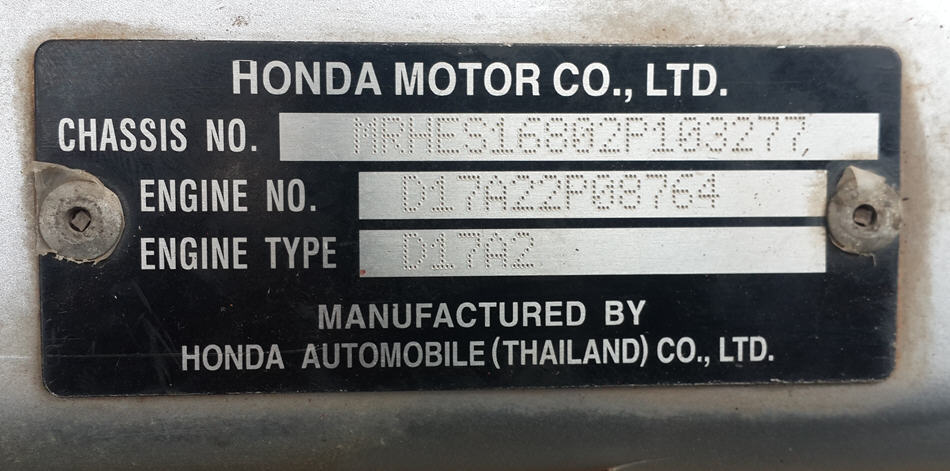 HONDA MOTOR CO., LTD.
CHASSIS NO. MRHES16802P103277,
ENGINE NO. D17A22P08764
ENGINE TYPE D17A2
MANUFACTURED BY
HONDA AUTOMOBILE (THAILAND) CO., LTD.